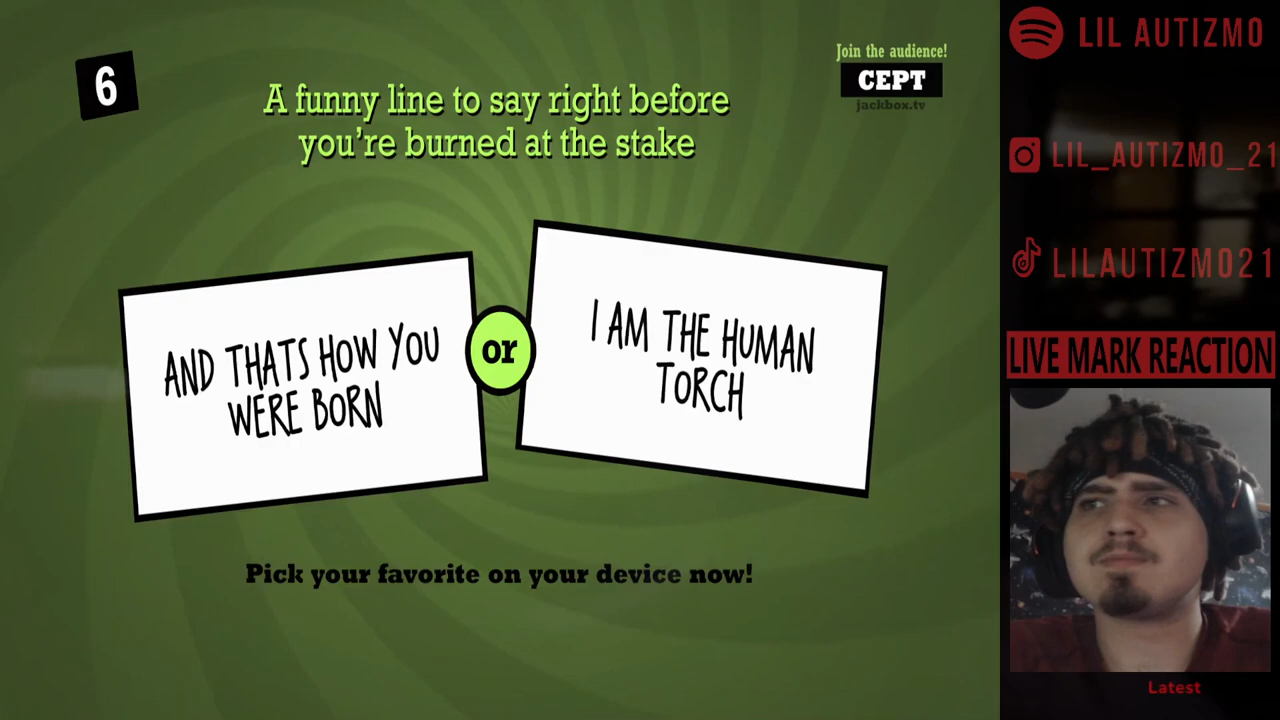 6
A funny line to say right before
you're burned at the stake
Join the audience!
CEPT
jackbox.tv
AND THATS HOW YOU
WERE BORN
or
I AM THE HUMAN
TORCH
Pick your favorite on your device now!
LIL AUTIZMO
LIL_AUTIZMO_21
LILAUTIZMO21
LIVE MARK REACTION
Latest